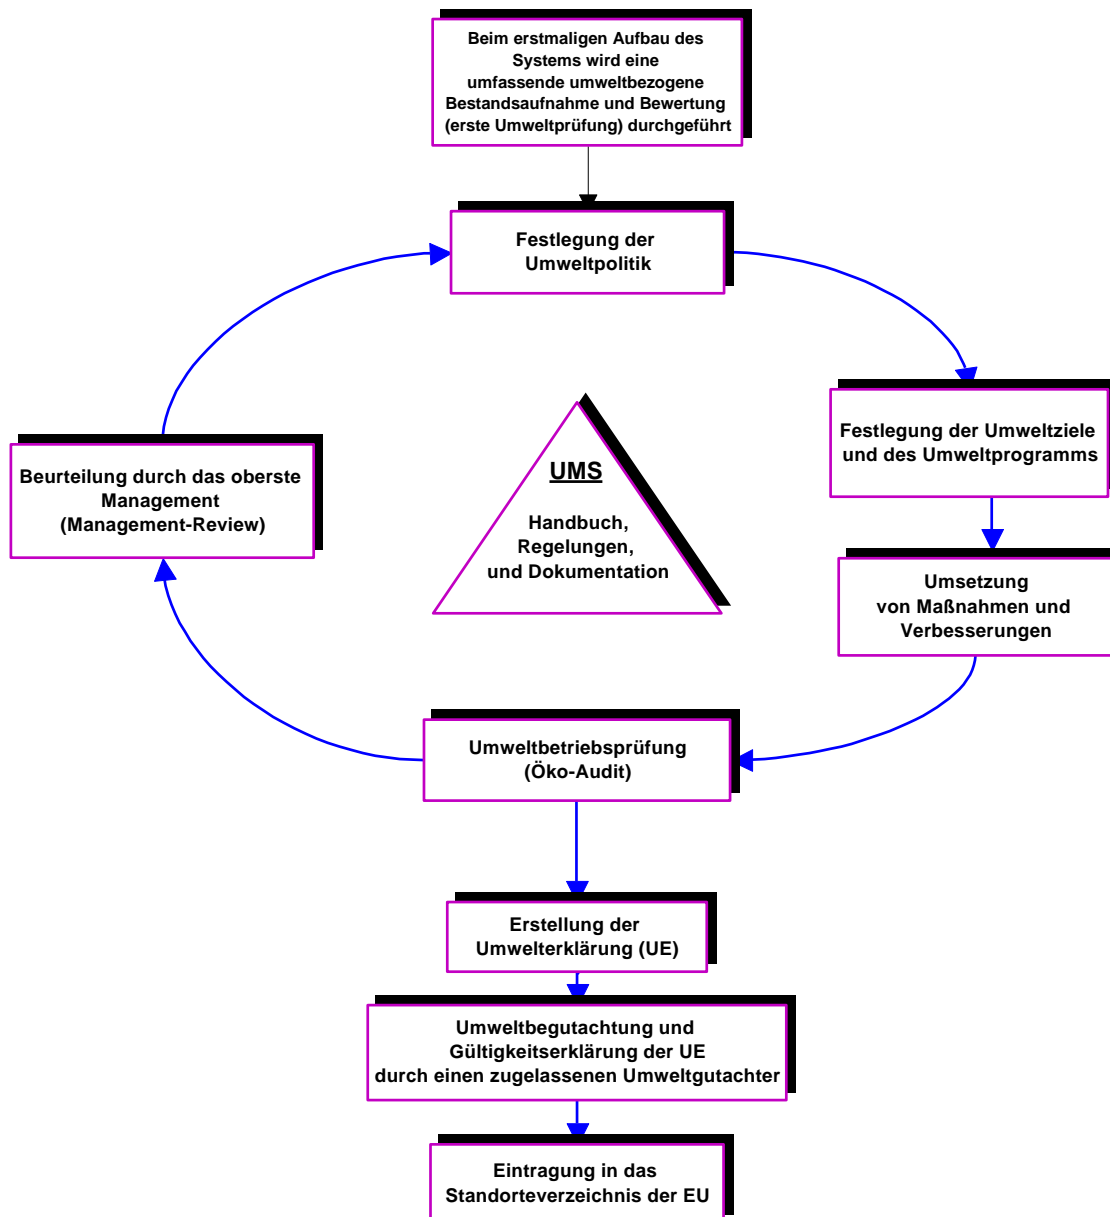 Beim erstmaligen Aufbau des
Systems wird eine
umfassende umweltbezogene
Bestandsaufnahme und Bewertung
(erste Umweltprüfung) durchgeführt
Festlegung der
Umweltpolitik
Festlegung der Umweltziele
und des Umweltprogramms
Beurteilung durch das oberste
Management
(Management-Review)
UMS
Handbuch,
Regelungen,
und Dokumentation
Umsetzung
von Maßnahmen und
Verbesserungen
Umweltbetriebsprüfung
(Öko-Audit)
Erstellung der
Umwelterklärung (UE)
Umweltbegutachtung und
Gültigkeitserklärung der UE
durch einen zugelassenen Umweltgutachter
Eintragung in das
Standorteverzeichnis der EU